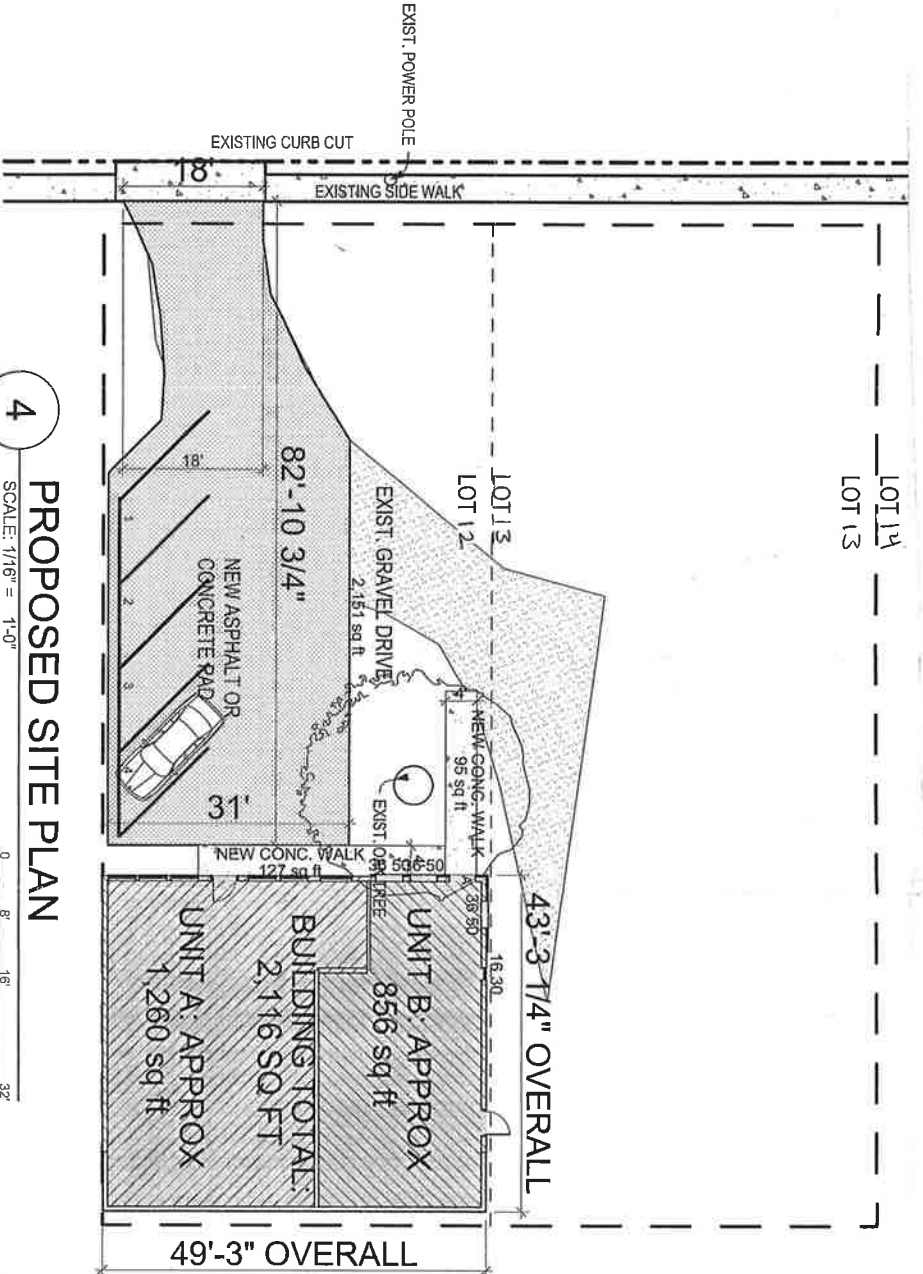 EXIST. POWER POLE
EXISTING CURB CUT
18'
EXISTING SIDE WALK
LOT 14
LOT 13
LOT 13
LOT 12
82'-10 3/4"
18'
EXIST. GRAVEL DRIVE
2,151 sq ft
NEW ASPHALT OR
CONCRETE PAD
1
2
3
4
31'
4'
NEW CONC. WALK
95 sq ft
EXIST. OAK TREE
NEW CONC. WALK
127 sq ft
36 50
16.30
43'-3 1/4" OVERALL
UNIT B: APPROX
856 sq ft
BUILDING TOTAL:
2,116 SQ FT
UNIT A: APPROX
1,260 sq ft
49'-3" OVERALL
4
PROPOSED SITE PLAN
SCALE: 1/16" = 1'-0"
0 8' 16' 32'